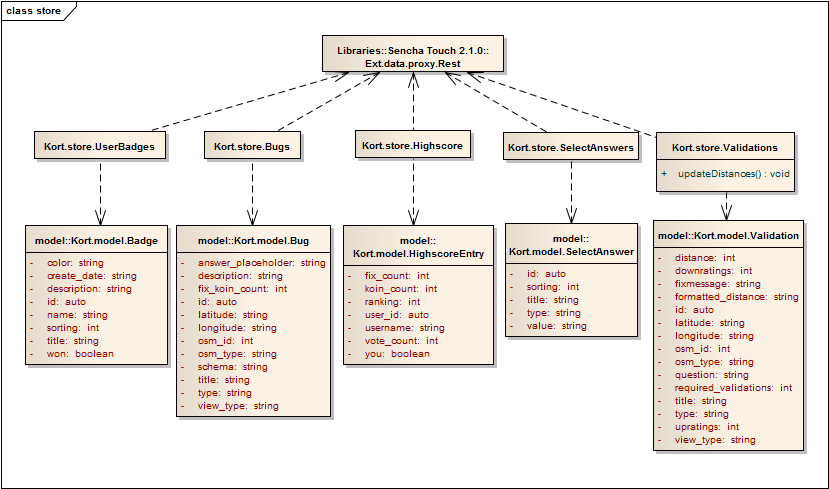 class store
Libraries::Sencha Touch 2.1.0::
Ext.data.proxy.Rest
Kort.store.UserBadges
Kort.store.Bugs
Kort.store.Highscore
Kort.store.SelectAnswers
Kort.store.Validations
+ updateDistances() : void
model::Kort.model.Badge
- color: string
- create_date: string
- description: string
- id: auto
- name: string
- sorting: int
- title: string
- won: boolean
model::Kort.model.Bug
- answer_placeholder: string
- description: string
- fix_koin_count: int
- id: auto
- latitude: string
- longitude: string
- osm_id: int
- osm_type: string
- schema: string
- title: string
- type: string
- view_type: string
model::
Kort.model.HighscoreEntry
- fix_count: int
- koin_count: int
- ranking: int
- user_id: auto
- username: string
- vote_count: int
- you: boolean
model::
Kort.model.SelectAnswer
- id: auto
- sorting: int
- title: string
- type: string
- value: string
model::Kort.model.Validation
- distance: int
- downratings: int
- fixmessage: string
- formatted_distance: string
- id: auto
- latitude: string
- longitude: string
- osm_id: int
- osm_type: string
- question: string
- required_validations: int
- title: string
- type: string
- upratings: int
- view_type: string